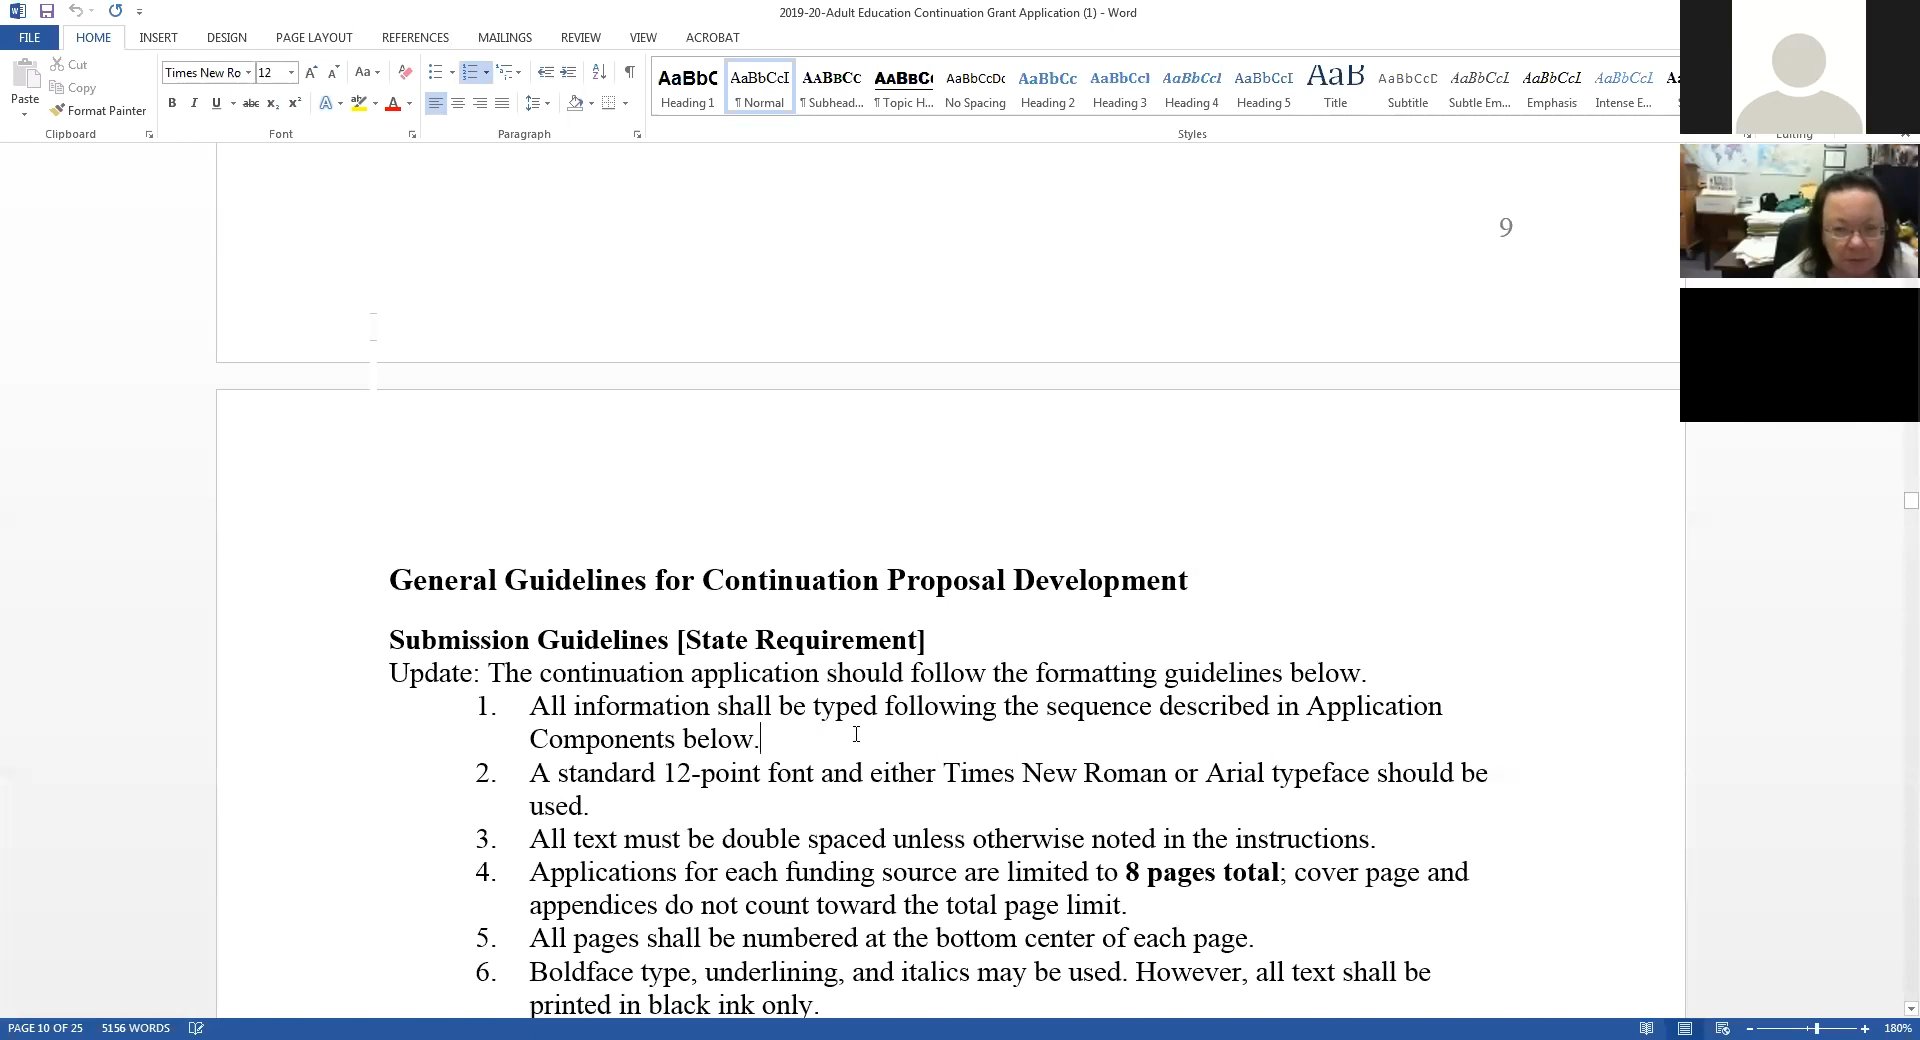 2019-20-Adult Education Continuation Grant Application (1) - Word
FILE HOME INSERT DESIGN PAGE LAYOUT REFERENCES MAILINGS REVIEW VIEW ACROBAT
Paste Cut
Copy
Format Painter
Times New Ro 12
Clipboard Font Paragraph Styles Editing
AaBbC AaBbCcI AABBCC AaBBC AaBbCcDc AaBbCc AaBbCcI AaBbCcI AaBbCcI AaB AaBbCcD AaBbCcL AaBbCcL AaBbCcL
Heading 1 ¶ Normal ¶ Subhead... ¶ Topic H... No Spacing Heading 2 Heading 3 Heading 4 Heading 5 Title Subtitle Subtle Em... Emphasis Intense E...
9
General Guidelines for Continuation Proposal Development
Submission Guidelines [State Requirement]
Update: The continuation application should follow the formatting guidelines below.
1. All information shall be typed following the sequence described in Application
Components below.
2. A standard 12-point font and either Times New Roman or Arial typeface should be
used.
3. All text must be double spaced unless otherwise noted in the instructions.
4. Applications for each funding source are limited to 8 pages total; cover page and
appendices do not count toward the total page limit.
5. All pages shall be numbered at the bottom center of each page.
6. Boldface type, underlining, and italics may be used. However, all text shall be
printed in black ink only.
PAGE 10 OF 25 5156 WORDS 180%